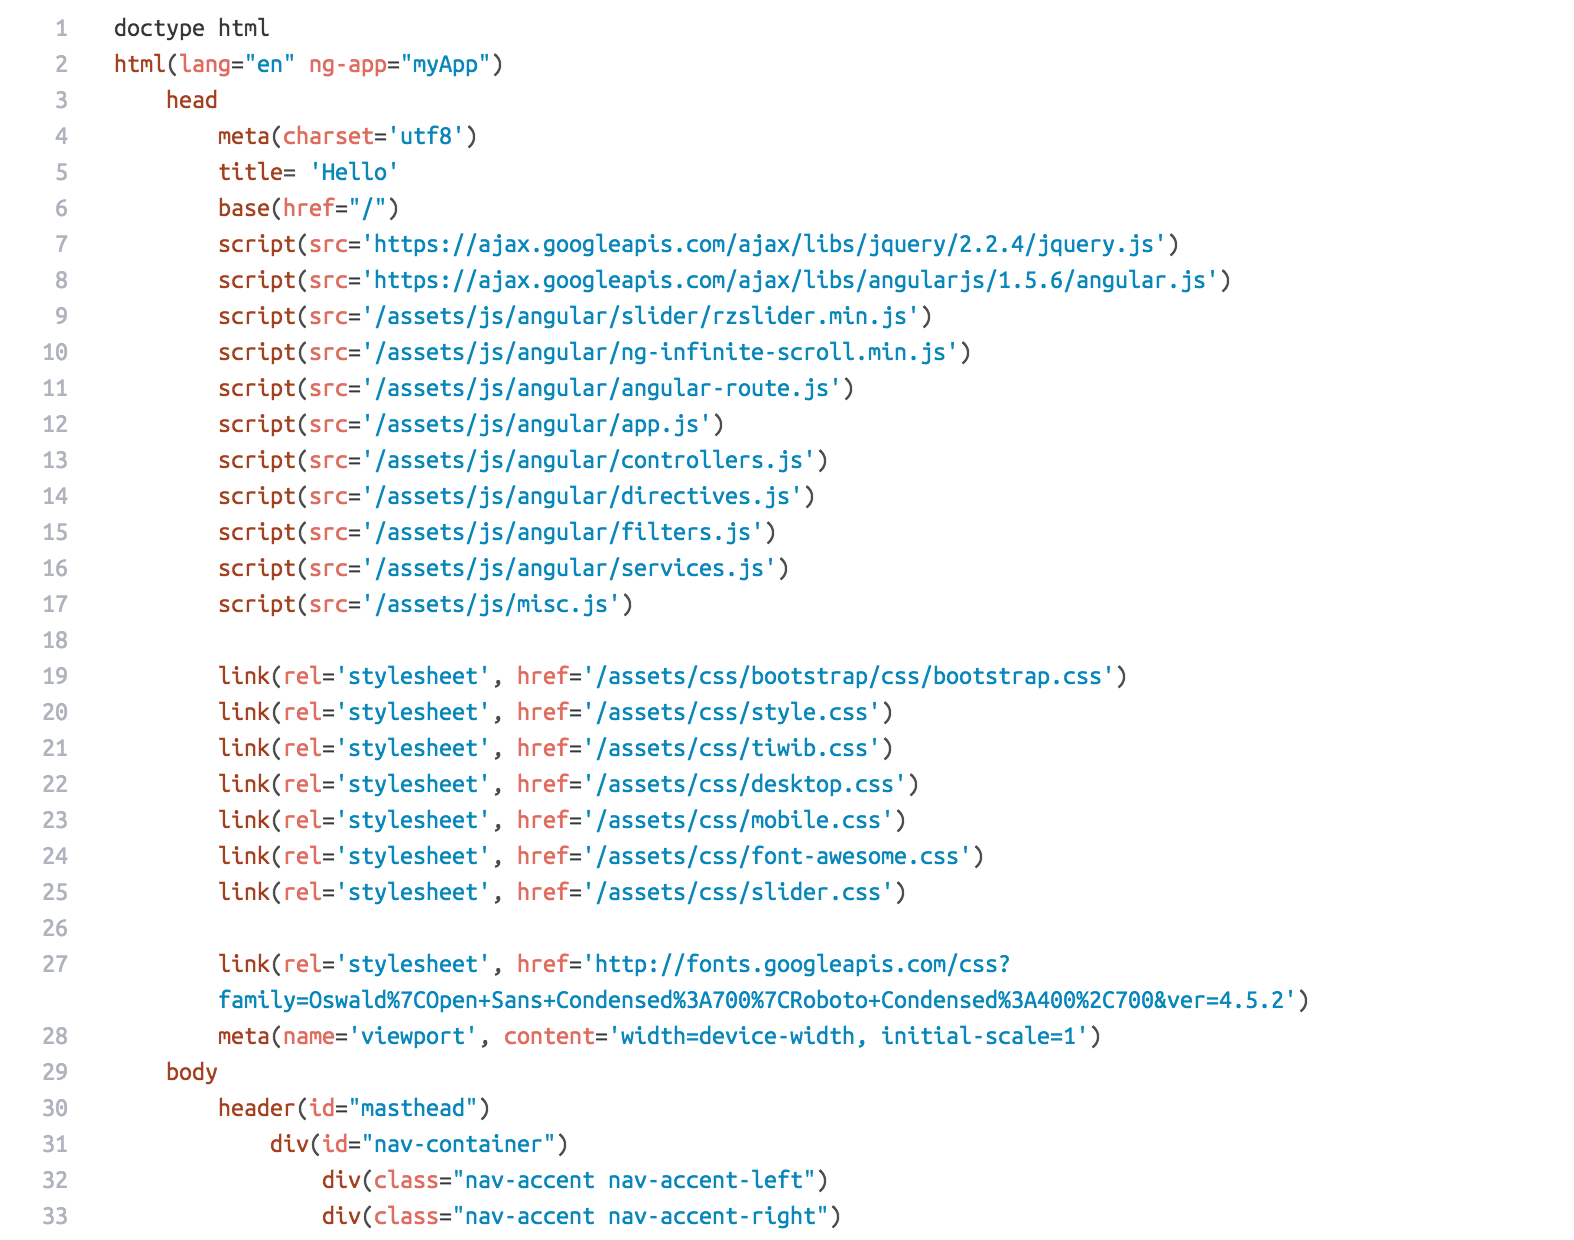 1 doctype html
2 html(lang="en" ng-app="myApp")
3 head
4 meta(charset='utf8')
5 title= 'Hello'
6 base(href="/")
7 script(src='https://ajax.googleapis.com/ajax/libs/jquery/2.2.4/jquery.js')
8 script(src='https://ajax.googleapis.com/ajax/libs/angularjs/1.5.6/angular.js')
9 script(src='/assets/js/angular/slider/rzslider.min.js')
10 script(src='/assets/js/angular/ng-infinite-scroll.min.js')
11 script(src='/assets/js/angular/angular-route.js')
12 script(src='/assets/js/angular/app.js')
13 script(src='/assets/js/angular/controllers.js')
14 script(src='/assets/js/angular/directives.js')
15 script(src='/assets/js/angular/filters.js')
16 script(src='/assets/js/angular/services.js')
17 script(src='/assets/js/misc.js')
18
19 link(rel='stylesheet', href='/assets/css/bootstrap/css/bootstrap.css')
20 link(rel='stylesheet', href='/assets/css/style.css')
21 link(rel='stylesheet', href='/assets/css/tiwib.css')
22 link(rel='stylesheet', href='/assets/css/desktop.css')
23 link(rel='stylesheet', href='/assets/css/mobile.css')
24 link(rel='stylesheet', href='/assets/css/font-awesome.css')
25 link(rel='stylesheet', href='/assets/css/slider.css')
26
27 link(rel='stylesheet', href='http://fonts.googleapis.com/css?
family=Oswald%7COpen+Sans+Condensed%3A700%7CRoboto+Condensed%3A400%2C700&ver=4.5.2')
28 meta(name='viewport', content='width=device-width, initial-scale=1')
29 body
30 header(id="masthead")
31 div(id="nav-container")
32 div(class="nav-accent nav-accent-left")
33 div(class="nav-accent nav-accent-right")